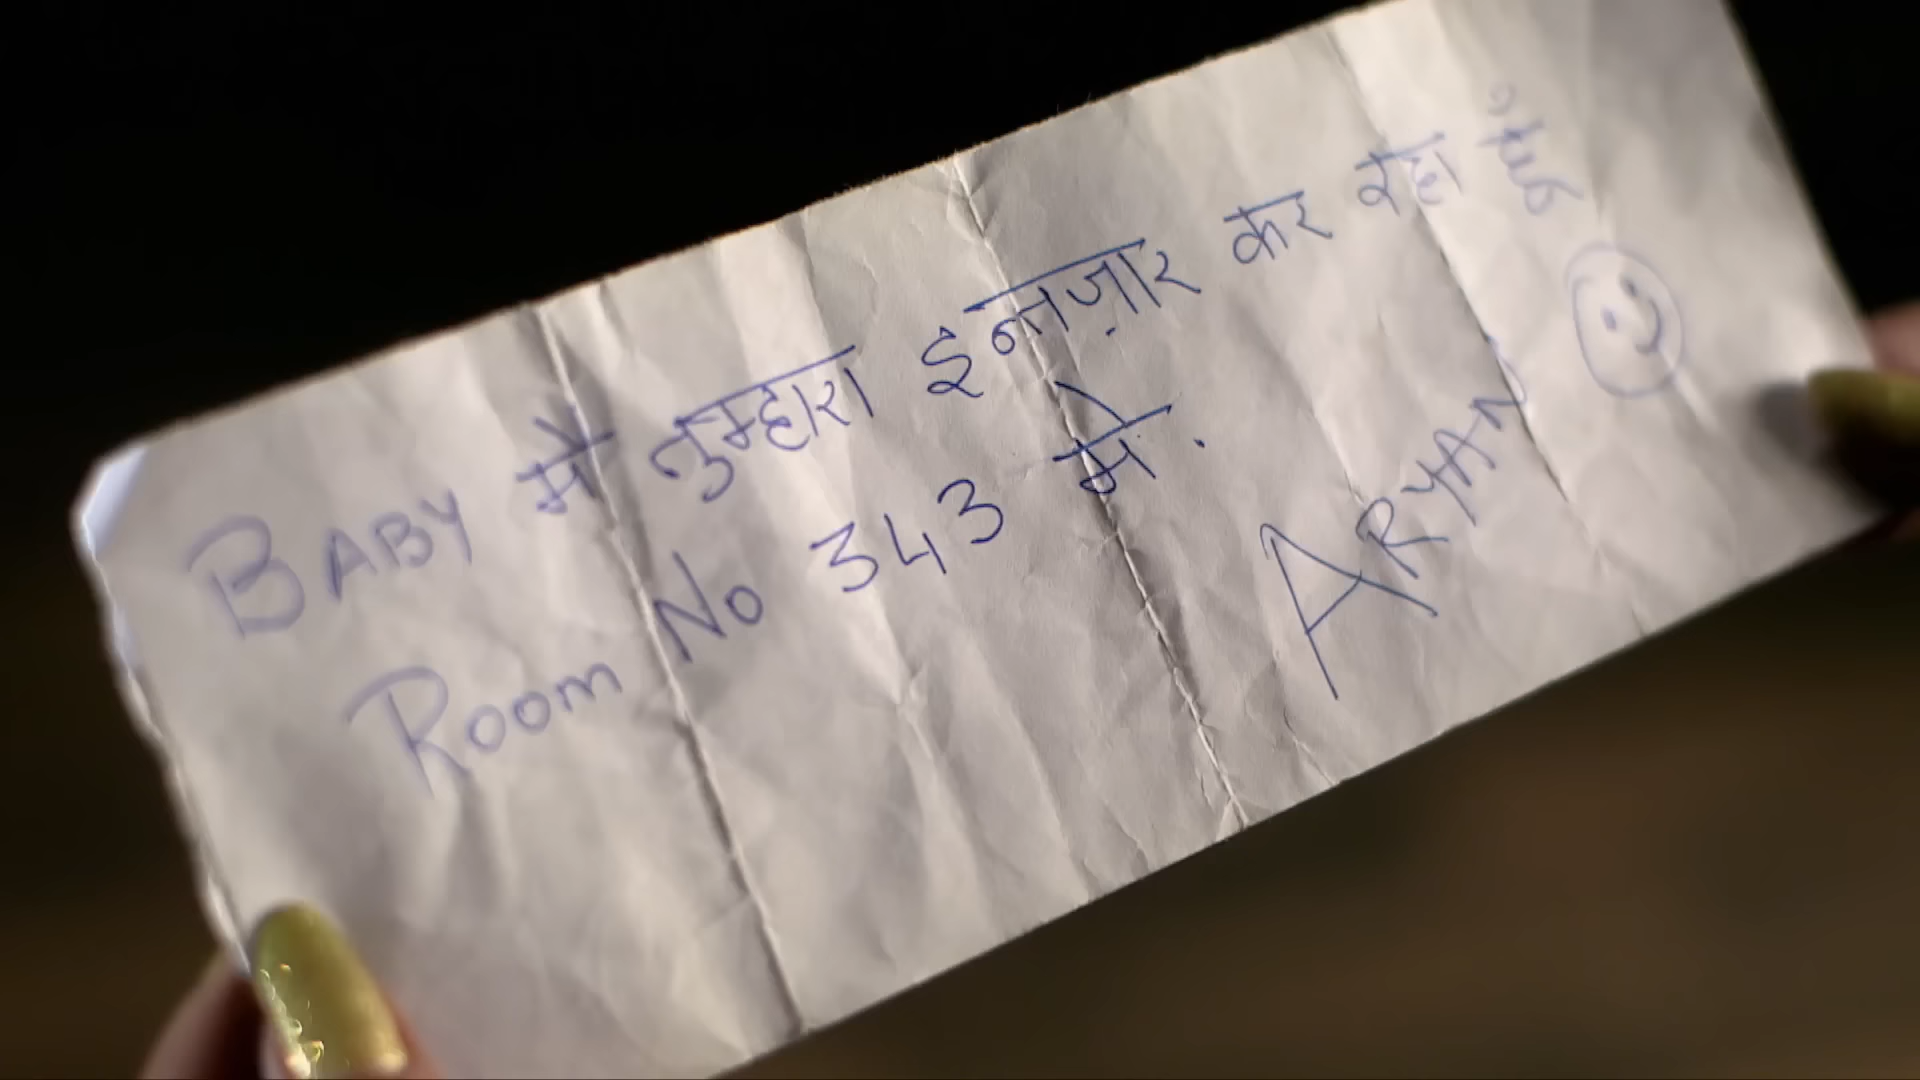 BABY में तुम्हारा इन्तज़ार कर रहा हूँ
ROOM NO 343 में.
ARYAN